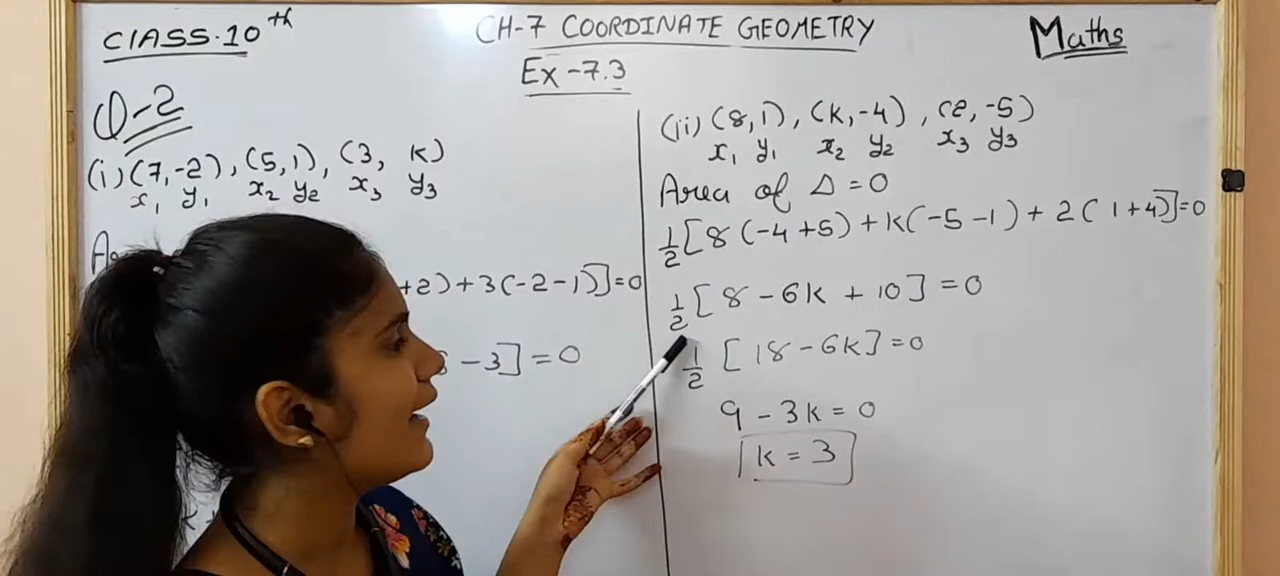 CLASS.10th
CH-7 COORDINATE GEOMETRY
Maths
Ex-7.3
Q-2
(i) (7,-2), (5,1), (3, k)
x1 y1 x2 y2 x3 y3
+2) + 3(-2-1)] = 0
- 3] = 0
(ii) (8,1), (k,-4), (2,-5)
x1 y1 x2 y2 x3 y3
Area of Δ = 0
1/2 [8(-4+5) + k(-5-1) + 2(1+4)] = 0
1/2 [8 - 6k + 10] = 0
1/2 [18 - 6k] = 0
9 - 3k = 0
k = 3